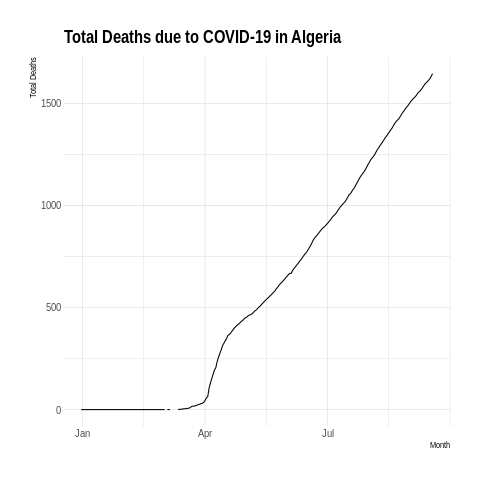 Total Deaths due to COVID-19 in Algeria
Total Deaths
1500
1000
500
0
Jan Apr Jul
Month